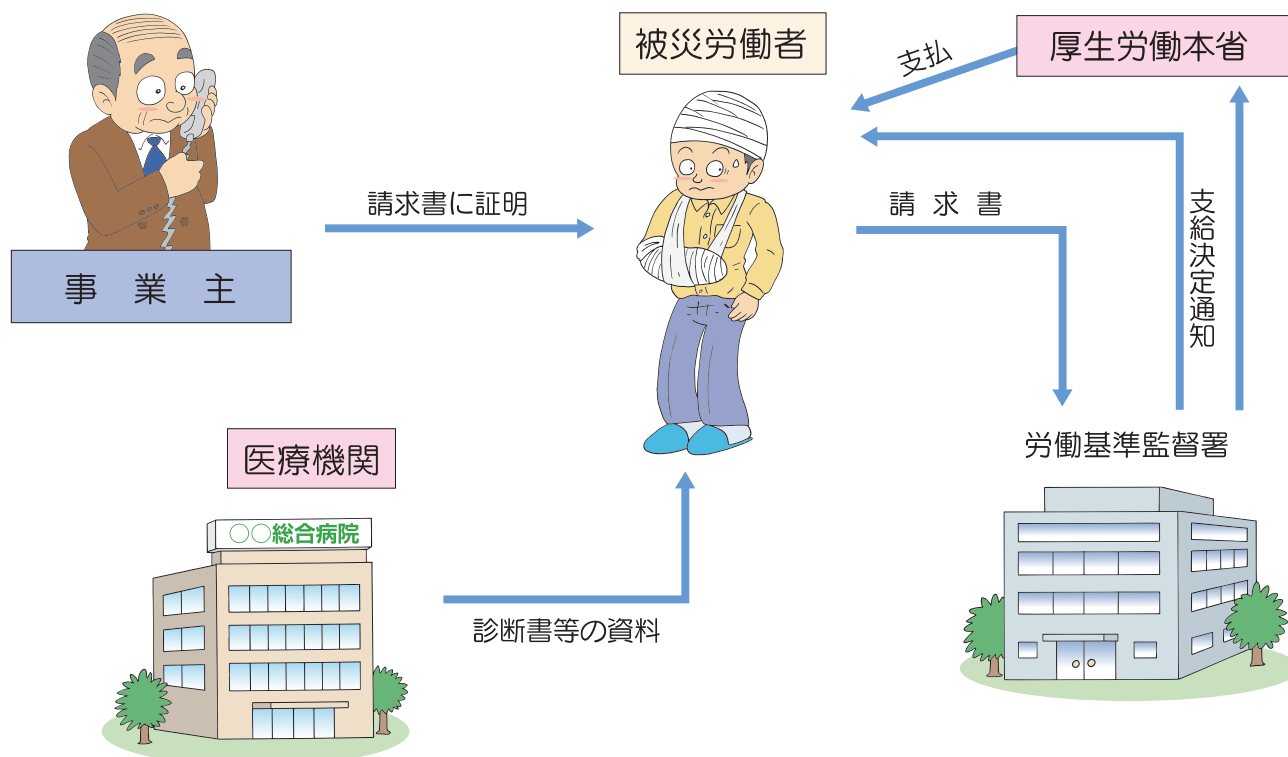 被災労働者
厚生労働本省
支払
請求書に証明
請求書
支給決定通知
事業主
労働基準監督署
医療機関
○○総合病院
診断書等の資料